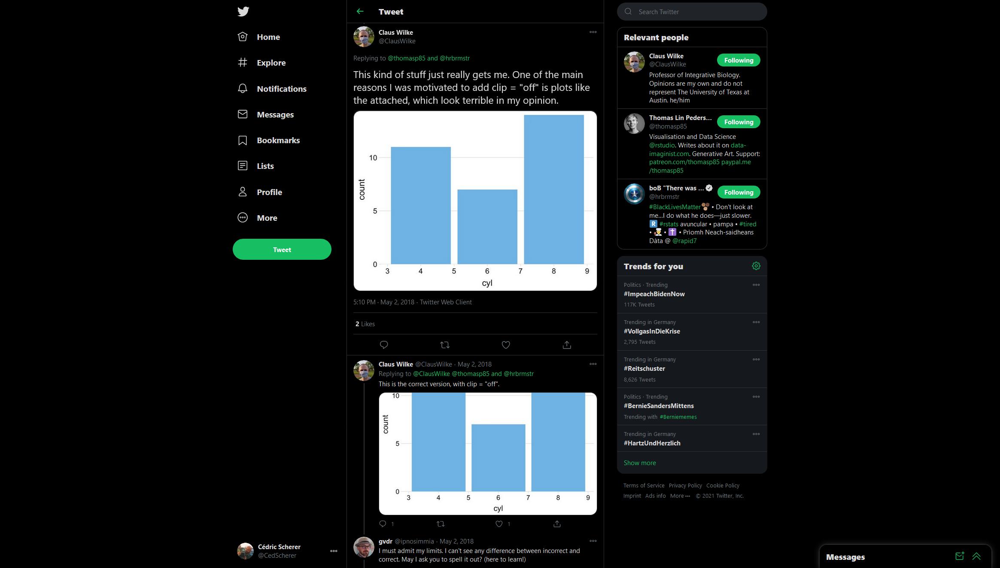 Home
Explore
Notifications
Messages
Bookmarks
Lists
Profile
More
Tweet
Cédric Scherer
@CedScherer
Tweet
Claus Wilke
@ClausWilke
Replying to @thomasp85 and @hrbrmstr
This kind of stuff just really gets me. One of the main
reasons I was motivated to add clip = "off" is plots like
the attached, which look terrible in my opinion.
10
5
0
count
3 4 5 6 7 8 9
cyl
5:10 PM · May 2, 2018 · Twitter Web Client
2 Likes
Claus Wilke @ClausWilke · May 2, 2018
Replying to @ClausWilke @thomasp85 and @hrbrmstr
This is the correct version, with clip = "off".
10
5
0
count
3 4 5 6 7 8 9
cyl
1 1
gvdr @ipnosimmia · May 2, 2018
I must admit my limits. I can't see any difference between incorrect and
correct. May I ask you to spell it out? (here to learn!)
Search Twitter
Relevant people
Claus Wilke
@ClausWilke
Following
Professor of Integrative Biology.
Opinions are my own and do not
represent The University of Texas at
Austin. he/him
Thomas Lin Peders...
@thomasp85
Following
Visualisation and Data Science
@rstudio. Writes about it on data-
imaginist.com. Generative Art. Support:
patreon.com/thomasp85 paypal.me
/thomasp85
boB "There was ...
@hrbrmstr
Following
#BlackLivesMatter • Don't look at
me…I do what he does—just slower.
R #rstats avuncular • pampa • #tired
• • • Prìomh Neach-saidheans
Dàta @ @rapid7
Trends for you
Politics · Trending
#ImpeachBidenNow
117K Tweets
Trending in Germany
#VollgasInDieKrise
2,795 Tweets
Trending in Germany
#Reitschuster
8,626 Tweets
Politics · Trending
#BernieSandersMittens
Trending with #Berniememes
Trending in Germany
#HartzUndHerzlich
Show more
Terms of Service Privacy Policy Cookie Policy
Imprint Ads info More © 2021 Twitter, Inc.
Messages